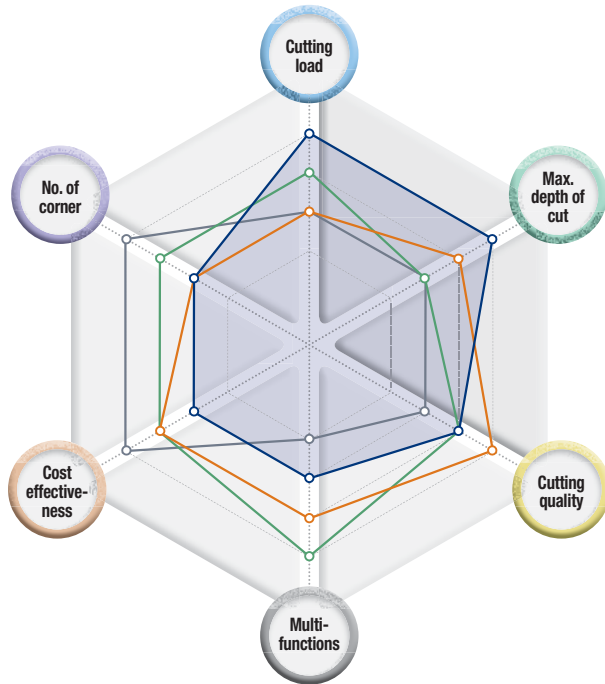 Cutting
load
No. of
corner
Max.
depth of
cut
Cost
effective-
ness
Cutting
quality
Multi-
functions